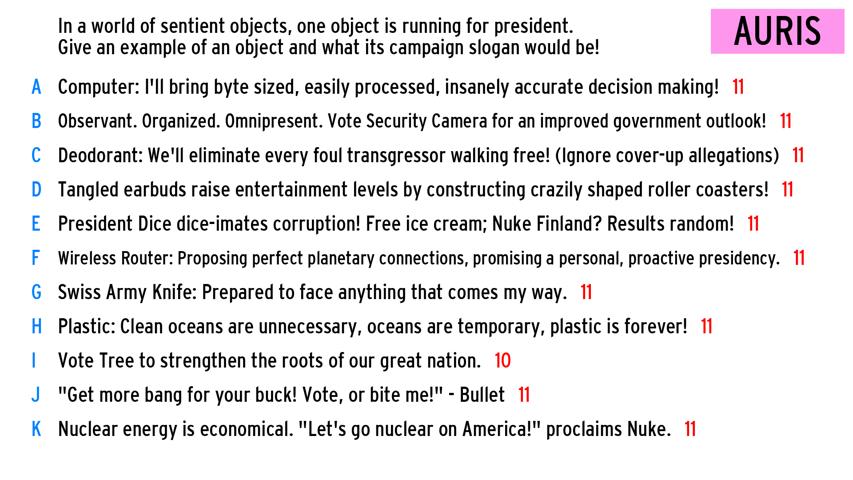 In a world of sentient objects, one object is running for president.
Give an example of an object and what its campaign slogan would be!
AURIS
A Computer: I'll bring byte sized, easily processed, insanely accurate decision making! 11
B Observant. Organized. Omnipresent. Vote Security Camera for an improved government outlook! 11
C Deodorant: We'll eliminate every foul transgressor walking free! (Ignore cover-up allegations) 11
D Tangled earbuds raise entertainment levels by constructing crazily shaped roller coasters! 11
E President Dice dice-imates corruption! Free ice cream; Nuke Finland? Results random! 11
F Wireless Router: Proposing perfect planetary connections, promising a personal, proactive presidency. 11
G Swiss Army Knife: Prepared to face anything that comes my way. 11
H Plastic: Clean oceans are unnecessary, oceans are temporary, plastic is forever! 11
I Vote Tree to strengthen the roots of our great nation. 10
J "Get more bang for your buck! Vote, or bite me!" - Bullet 11
K Nuclear energy is economical. "Let's go nuclear on America!" proclaims Nuke. 11